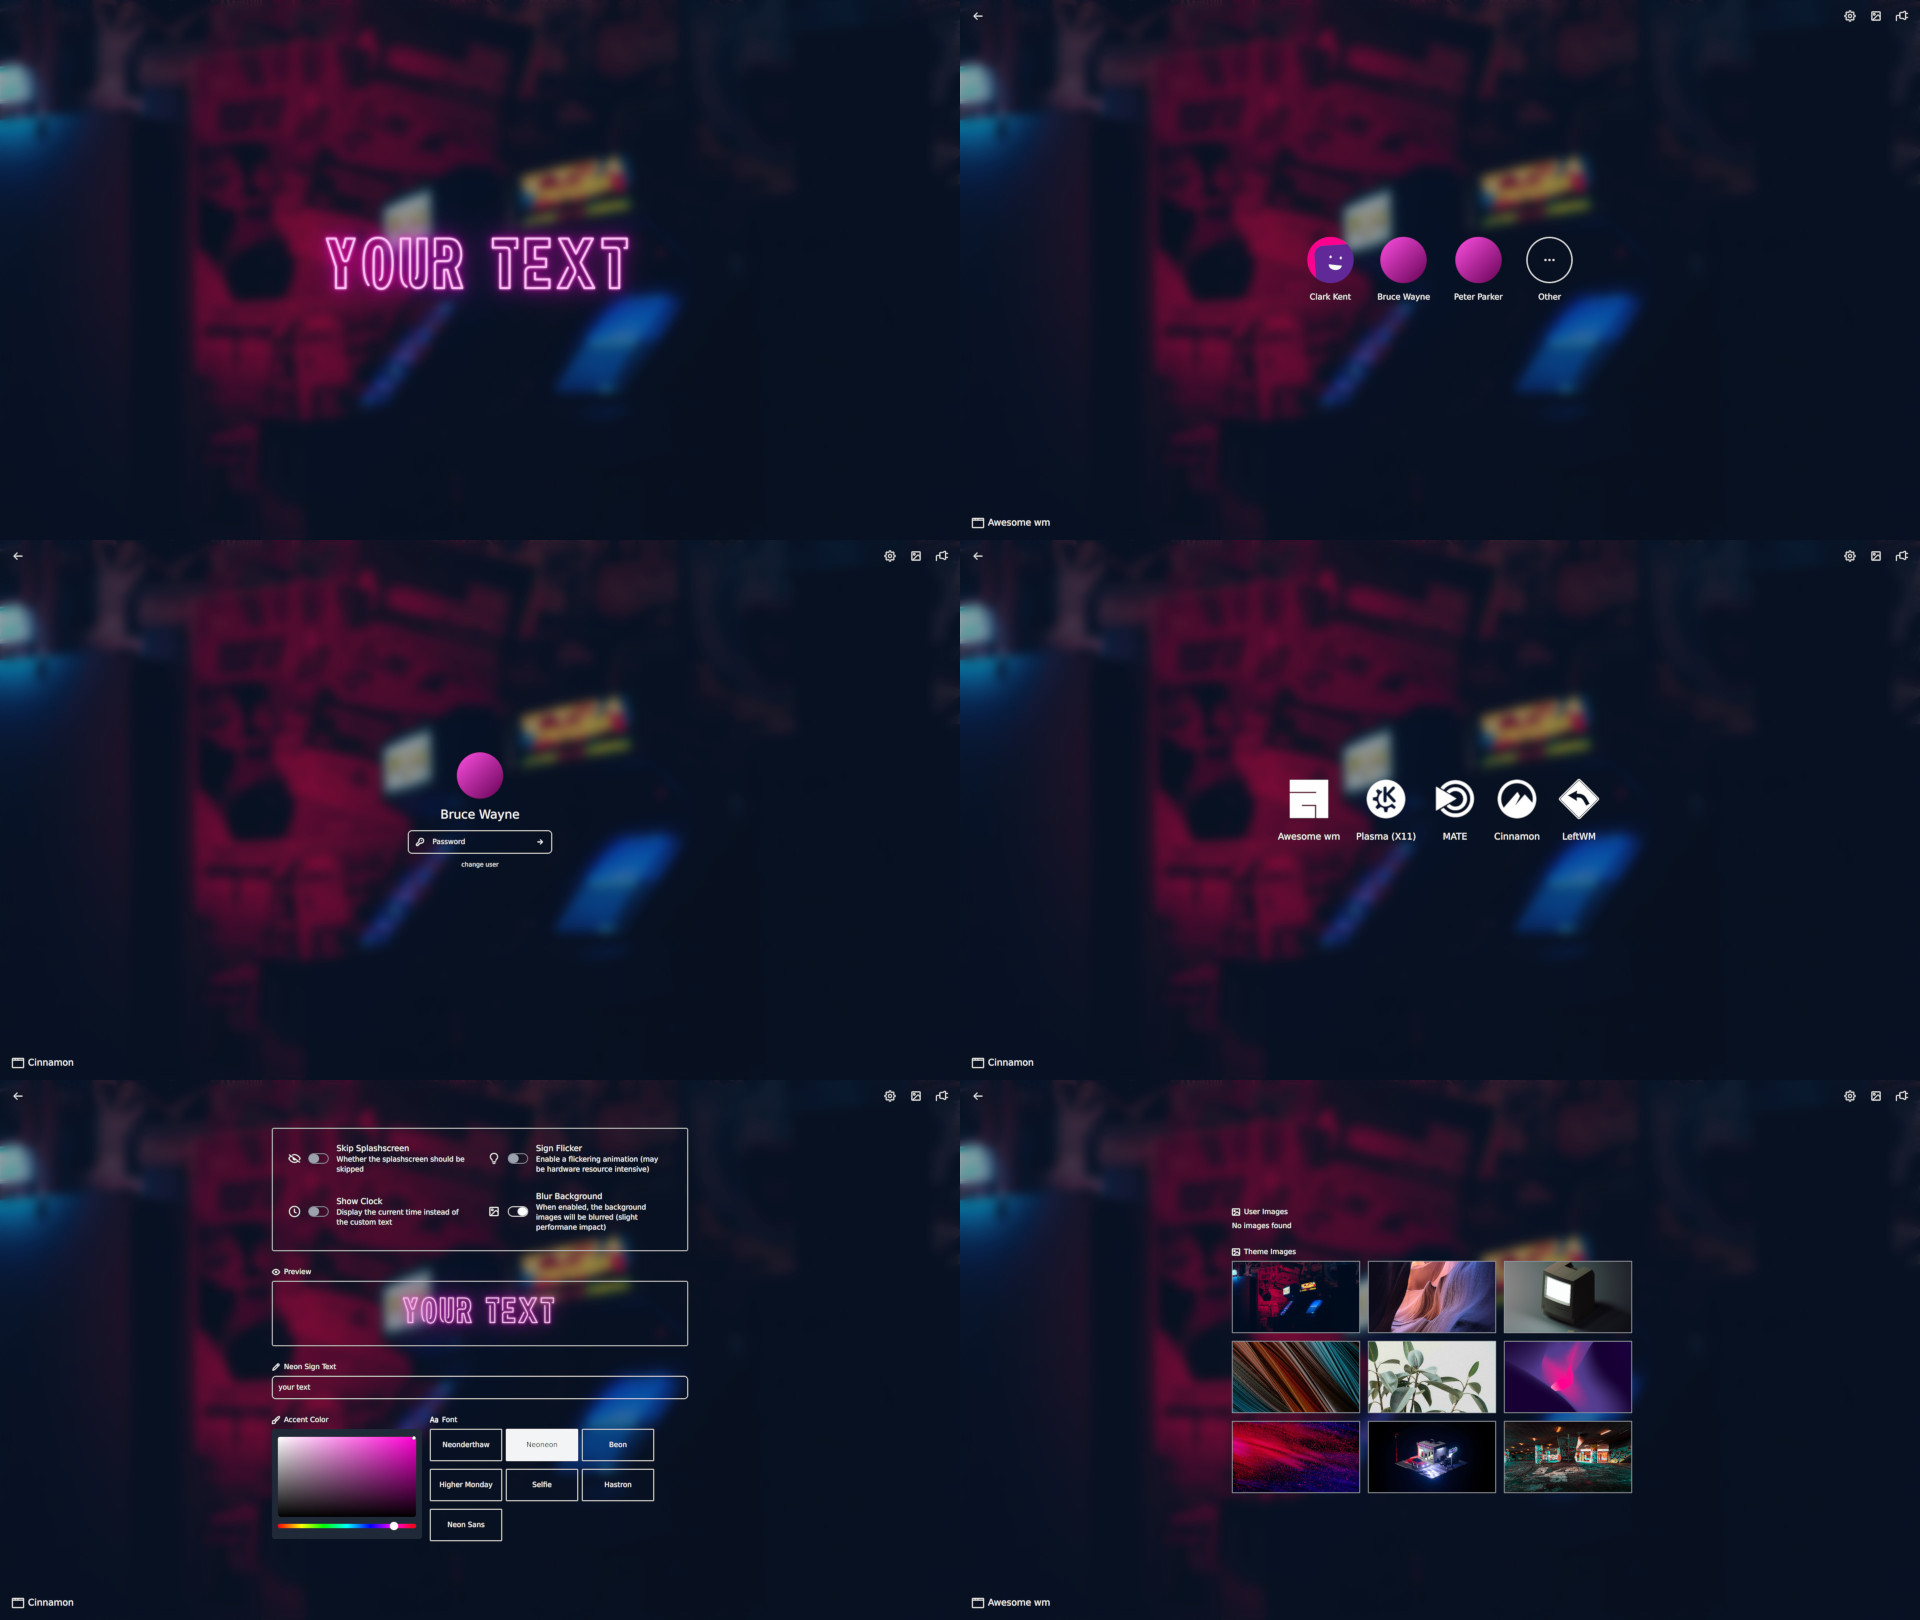 YOUR TEXT
Clark Kent
Bruce Wayne
Peter Parker
Other
Awesome wm
Bruce Wayne
Password
change user
Cinnamon
Awesome wm
Plasma (X11)
MATE
Cinnamon
LeftWM
Cinnamon
Skip Splashscreen
Whether the splashscreen should be
skipped
Sign Flicker
Enable a flickering animation (may
be hardware resource intensive)
Show Clock
Display the current time instead of
the custom text
Blur Background
When enabled, the background
images will be blurred (slight
performane impact)
Preview
YOUR TEXT
Neon Sign Text
your text
Accent Color
Aa Font
Neonderthaw
Neoneon
Beon
Higher Monday
Selfie
Hastron
Neon Sans
Cinnamon
User Images
No images found
Theme Images
Awesome wm